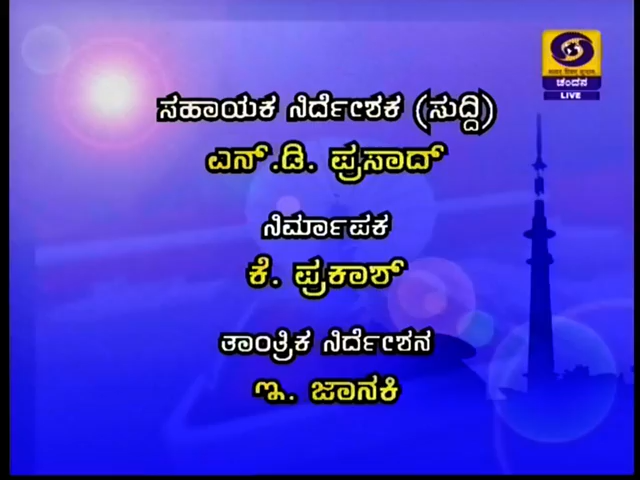 ಸಹಾಯಕ ನಿರ್ದೇಶಕ (ಸುದ್ದಿ)
ಎನ್.ಡಿ. ಪ್ರಸಾದ್
ನಿರ್ಮಾಪಕ
ಕೆ. ಪ್ರಕಾಶ್
ತಾಂತ್ರಿಕ ನಿರ್ದೇಶನ
ಇ. ಜಾನಕಿ
ಚಂದನ
LIVE